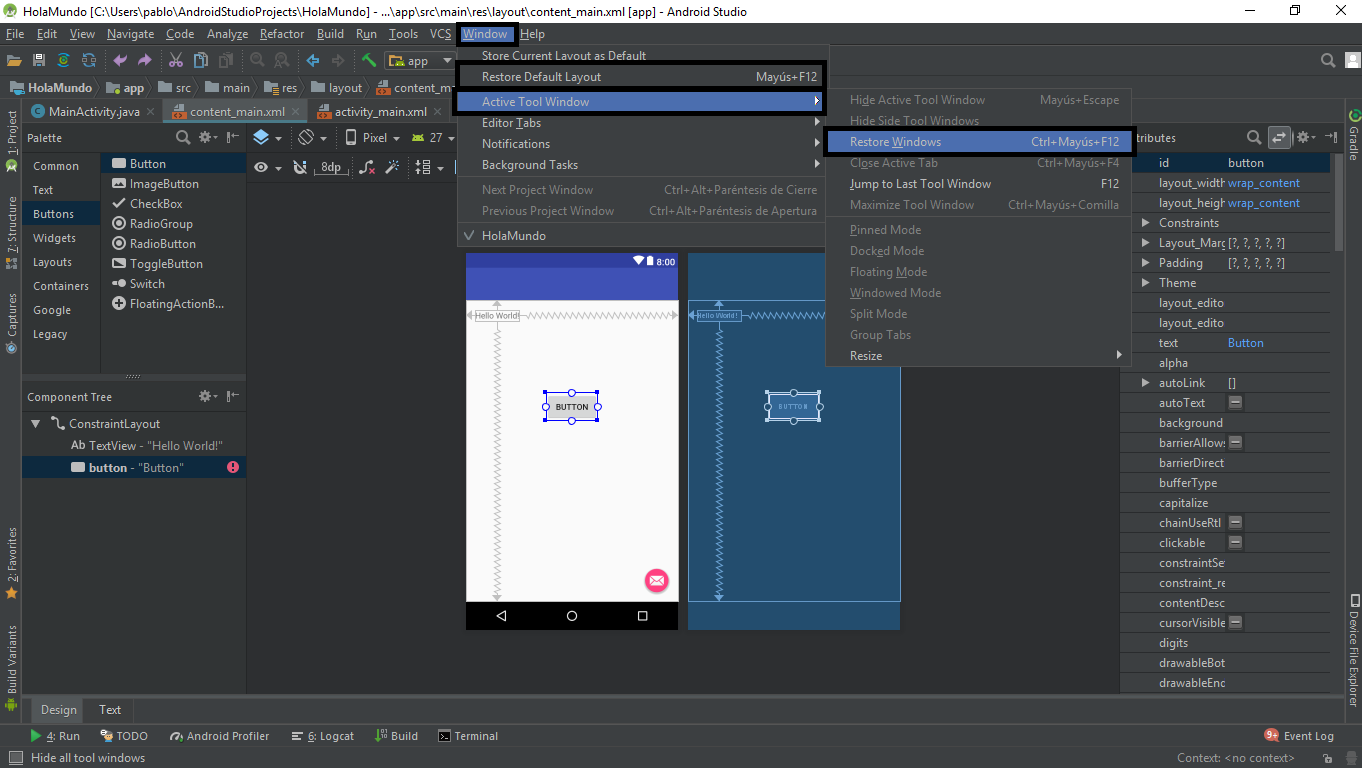 HolaMundo [C:\Users\pablo\AndroidStudioProjects\HolaMundo] - ...\app\src\main\res\layout\content_main.xml [app] - Android Studio
File Edit View Navigate Code Analyze Refactor Build Run Tools VCS Window Help
app
HolaMundo app src main res layout content_m
MainActivity.java content_main.xml activity_main.xml
Store Current Layout as Default
Restore Default Layout Mayús+F12
Active Tool Window
Editor Tabs
Notifications
Background Tasks
Next Project Window Ctrl+Alt+Paréntesis de Cierre
Previous Project Window Ctrl+Alt+Paréntesis de Apertura
HolaMundo
Hide Active Tool Window Mayús+Escape
Hide Side Tool Windows
Restore Windows Ctrl+Mayús+F12
Close Active Tab Ctrl+Mayús+F4
Jump to Last Tool Window F12
Maximize Tool Window Ctrl+Mayús+Comilla
Pinned Mode
Docked Mode
Floating Mode
Windowed Mode
Split Mode
Group Tabs
Resize
1: Project
7: Structure
Captures
2: Favorites
Build Variants
Palette
Common
Text
Buttons
Widgets
Layouts
Containers
Google
Legacy
Button
ImageButton
CheckBox
RadioGroup
RadioButton
ToggleButton
Switch
FloatingActionB...
Pixel 27
8dp
Component Tree
ConstraintLayout
Ab TextView - "Hello World!"
button - "Button"
8:00
Hello World!
BUTTON
Hello World!
BUTTON
tributes
id button
layout_width wrap_content
layout_heigh wrap_content
Constraints
Layout_Marg [?, ?, ?, ?, ?]
Padding [?, ?, ?, ?, ?]
Theme
layout_edito
layout_edito
text Button
alpha
autoLink []
autoText
background
barrierAllows
barrierDirect
bufferType
capitalize
chainUseRtl
clickable
constraintSe
constraint_re
contentDesc
cursorVisible
digits
drawableBot
drawableEnd
Gradle
Device File Explorer
Design Text
4: Run TODO Android Profiler 6: Logcat Build Terminal 9+ Event Log
Hide all tool windows Context: <no context>